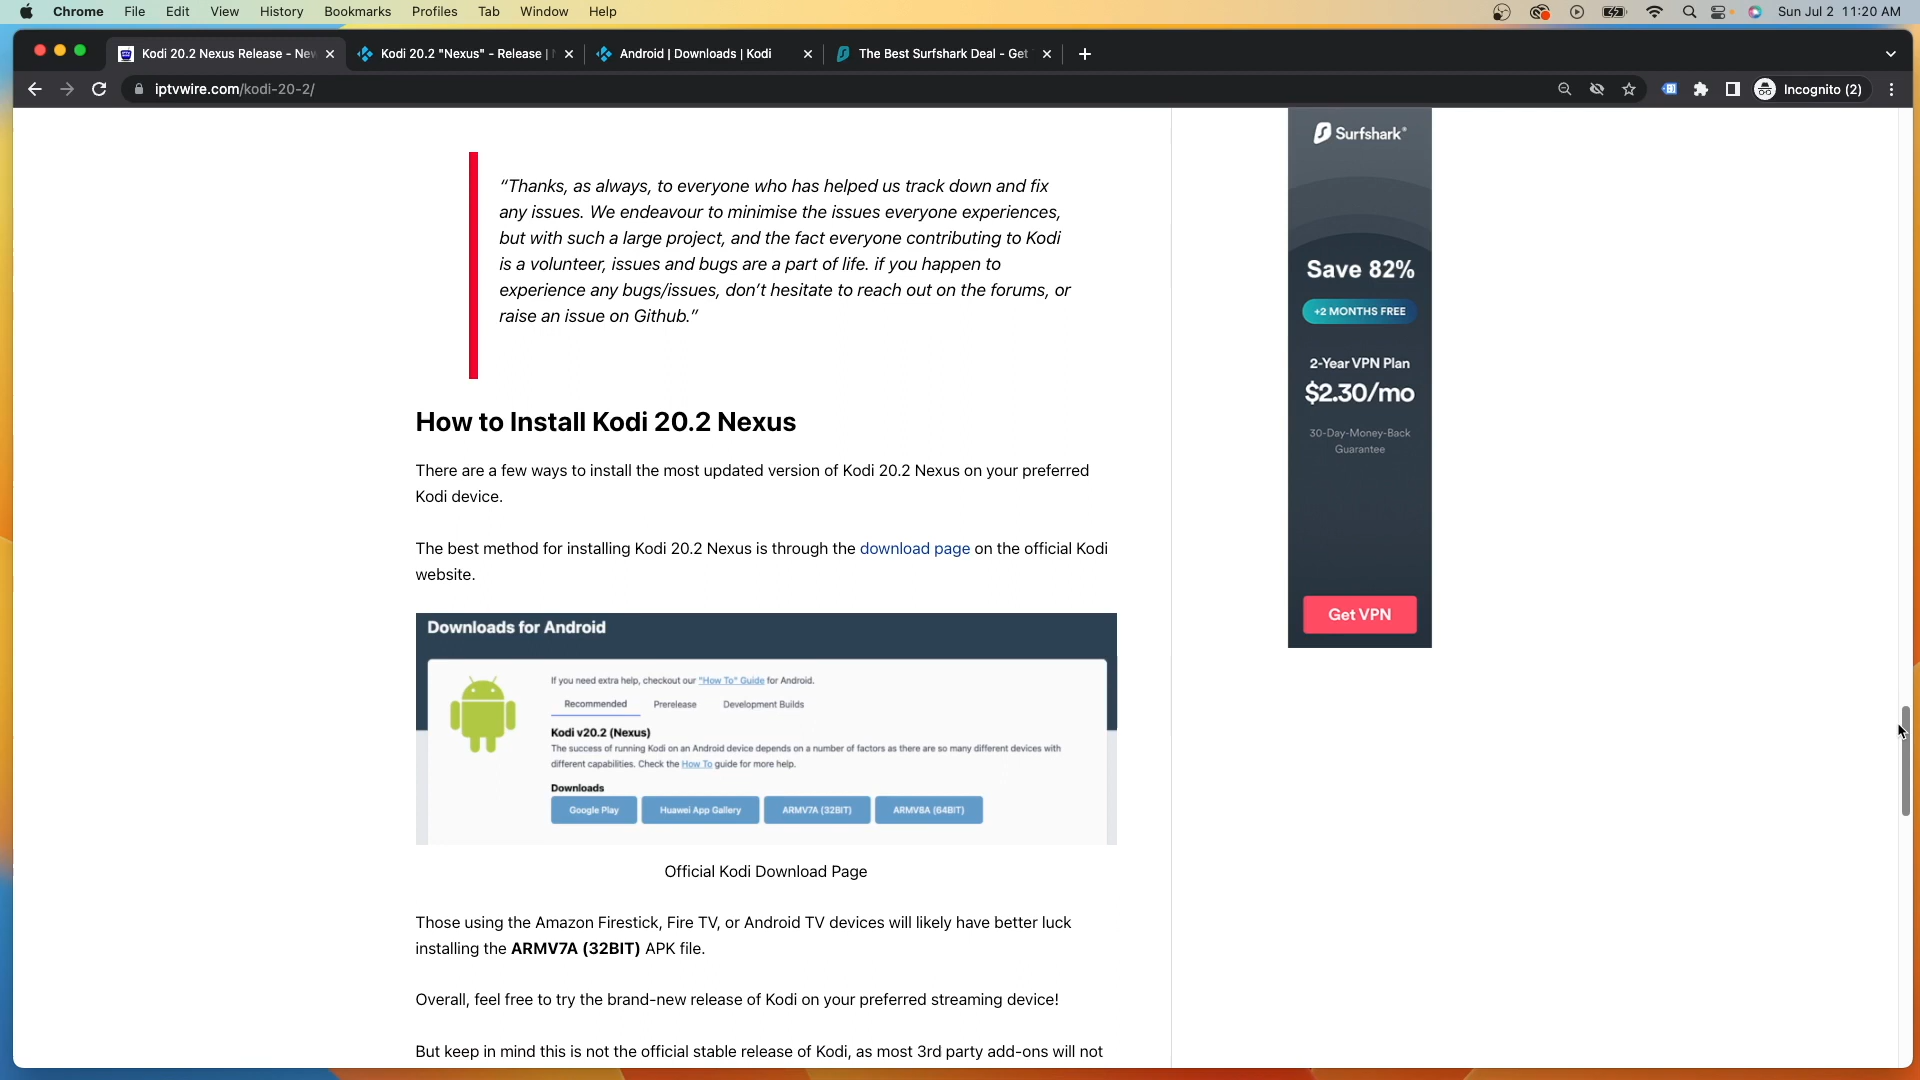 Chrome File Edit View History Bookmarks Profiles Tab Window Help Sun Jul 2 11:20 AM
Kodi 20.2 Nexus Release - New Kodi 20.2 "Nexus" - Release | Android | Downloads | Kodi The Best Surfshark Deal - Get
iptvwire.com/kodi-20-2/ Incognito (2)
“Thanks, as always, to everyone who has helped us track down and fix
any issues. We endeavour to minimise the issues everyone experiences,
but with such a large project, and the fact everyone contributing to Kodi
is a volunteer, issues and bugs are a part of life. if you happen to
experience any bugs/issues, don’t hesitate to reach out on the forums, or
raise an issue on Github.”
How to Install Kodi 20.2 Nexus
There are a few ways to install the most updated version of Kodi 20.2 Nexus on your preferred
Kodi device.
The best method for installing Kodi 20.2 Nexus is through the download page on the official Kodi
website.
Downloads for Android
If you need extra help, checkout our "How To" Guide for Android.
Recommended Prerelease Development Builds
Kodi v20.2 (Nexus)
The success of running Kodi on an Android device depends on a number of factors as there are so many different devices with
different capabilities. Check the How To guide for more help.
Downloads
Google Play Huawei App Gallery ARMV7A (32BIT) ARMV8A (64BIT)
Official Kodi Download Page
Those using the Amazon Firestick, Fire TV, or Android TV devices will likely have better luck
installing the ARMV7A (32BIT) APK file.
Overall, feel free to try the brand-new release of Kodi on your preferred streaming device!
But keep in mind this is not the official stable release of Kodi, as most 3rd party add-ons will not
Surfshark®
Save 82%
+2 MONTHS FREE
2-Year VPN Plan
$2.30/mo
30-Day-Money-Back
Guarantee
Get VPN